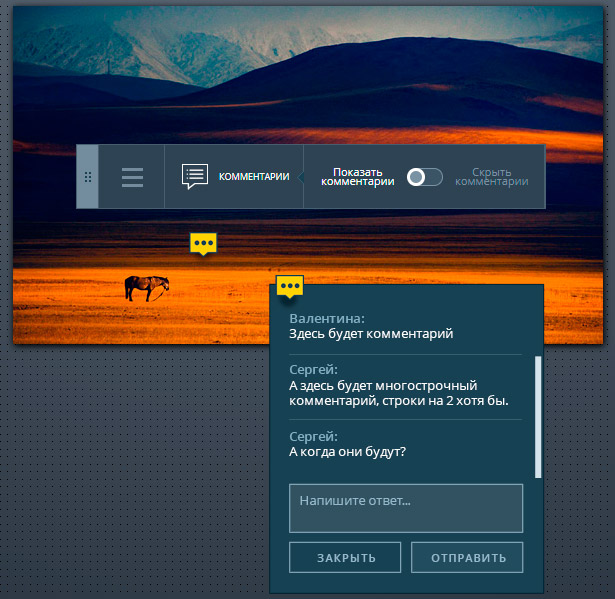 КОММЕНТАРИИ
Показать
комментарии
Скрыть
комментарии
Валентина:
Здесь будет комментарий
Сергей:
А здесь будет многострочный
комментарий, строки на 2 хотя бы.
Сергей:
А когда они будут?
Напишите ответ...
ЗАКРЫТЬ
ОТПРАВИТЬ